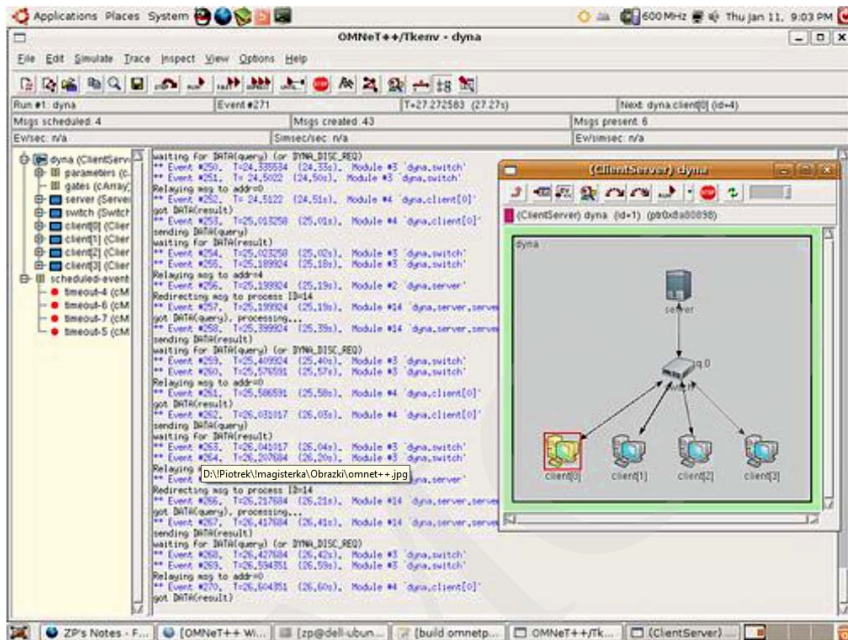 Applications Places System
600 MHz Thu Jan 11, 9:03 PM
OMNeT++/Tkenv - dyna
File Edit Simulate Trace Inspect View Options Help
Run #1: dyna Event #271 T=27.272583 (27.27s) Next: dyna.client[0] (id=4)
Msgs scheduled: 4 Msgs created: 43 Msgs present: 6
Ev/sec: n/a Simsec/sec: n/a Ev/simsec: n/a
dyna (ClientServ
parameters (c
gates (cArray)
server (Server
switch (Switch
client[0] (Clier
client[1] (Clier
client[2] (Clier
client[3] (Clier
scheduled-event
timeout-4 (cM
timeout-6 (cM
timeout-7 (cM
timeout-5 (cM
waiting for DATA(query) (or DYNA_DISC_REQ)
** Event #250. T=24.335534 (24.33s). Module #3 `dyna.switch'
** Event #251. T= 24.5022 (24.50s). Module #3 `dyna.switch'
Relaying msg to addr=0
** Event #252. T= 24.5122 (24.51s). Module #4 `dyna.client[0]'
got DATA(result)
** Event #253. T=25.013258 (25.01s). Module #4 `dyna.client[0]'
sending DATA(query)
waiting for DATA(result)
** Event #254. T=25.023258 (25.02s). Module #3 `dyna.switch'
** Event #255. T=25.189924 (25.18s). Module #3 `dyna.switch'
Relaying msg to addr=4
** Event #256. T=25.199924 (25.19s). Module #2 `dyna.server'
Redirecting msg to process ID=14
** Event #257. T=25.199924 (25.19s). Module #14 `dyna.server.serve
got DATA(query), processing...
** Event #258. T=25.399924 (25.39s). Module #14 `dyna.server.serve
sending DATA(result)
waiting for DATA(query) (or DYNA_DISC_REQ)
** Event #259. T=25.409924 (25.40s). Module #3 `dyna.switch'
** Event #260. T=25.576591 (25.57s). Module #3 `dyna.switch'
Relaying msg to addr=0
** Event #261. T=25.586591 (25.58s). Module #4 `dyna.client[0]'
got DATA(result)
** Event #262. T=26.031017 (26.03s). Module #4 `dyna.client[0]'
sending DATA(query)
waiting for DATA(result)
** Event #263. T=26.041017 (26.04s). Module #3 `dyna.switch'
** Event #264. T=26.207684 (26.20s). Module #3 `dyna.switch'
Relaying
D:\!Piotrek\!magisterka\Obrazki\omnet++.jpg
** Event yna.server'
Redirecting msg to process ID=14
** Event #266. T=26.217684 (26.21s). Module #14 `dyna.server.serve
got DATA(query), processing...
** Event #267. T=26.417684 (26.41s). Module #14 `dyna.server.serve
sending DATA(result)
waiting for DATA(query) (or DYNA_DISC_REQ)
** Event #268. T=26.427684 (26.42s). Module #3 `dyna.switch'
** Event #269. T=26.594351 (26.59s). Module #3 `dyna.switch'
Relaying msg to addr=0
** Event #270. T=26.604351 (26.60s). Module #4 `dyna.client[0]'
got DATA(result)
(ClientServer) dyna
(ClientServer) dyna (id=1) (ptr0x8a80898)
dyna
server
q:0
client[0] client[1] client[2] client[3]
ZP's Notes - F... [OMNeT++ Wi... [zp@dell-ubun... [build omnetp... OMNeT++/Tk... (ClientServer)...